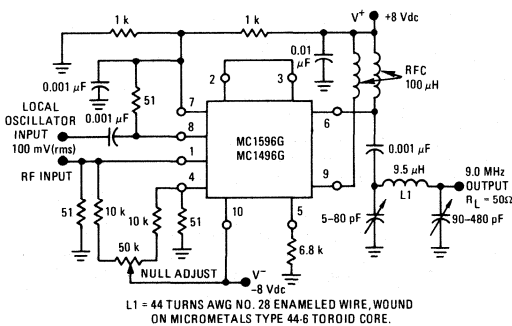 1 k
1 k
V+
+8 Vdc
0.01
µF
RFC
100 µH
0.001 µF
51
2
3
LOCAL
OSCILLATOR
INPUT
100 mV(rms)
0.001 µF
7
6
8
MC1596G
MC1496G
0.001 µF
RF INPUT
1
9
9.5 µH
9.0 MHz
OUTPUT
RL = 50Ω
L1
4
51
10 k
10 k
51
10
5
5–80 pF
90–480 pF
50 k
6.8 k
NULL ADJUST
V–
–8 Vdc
L1 = 44 TURNS AWG NO. 28 ENAMELED WIRE, WOUND
ON MICROMETALS TYPE 44-6 TOROID CORE.